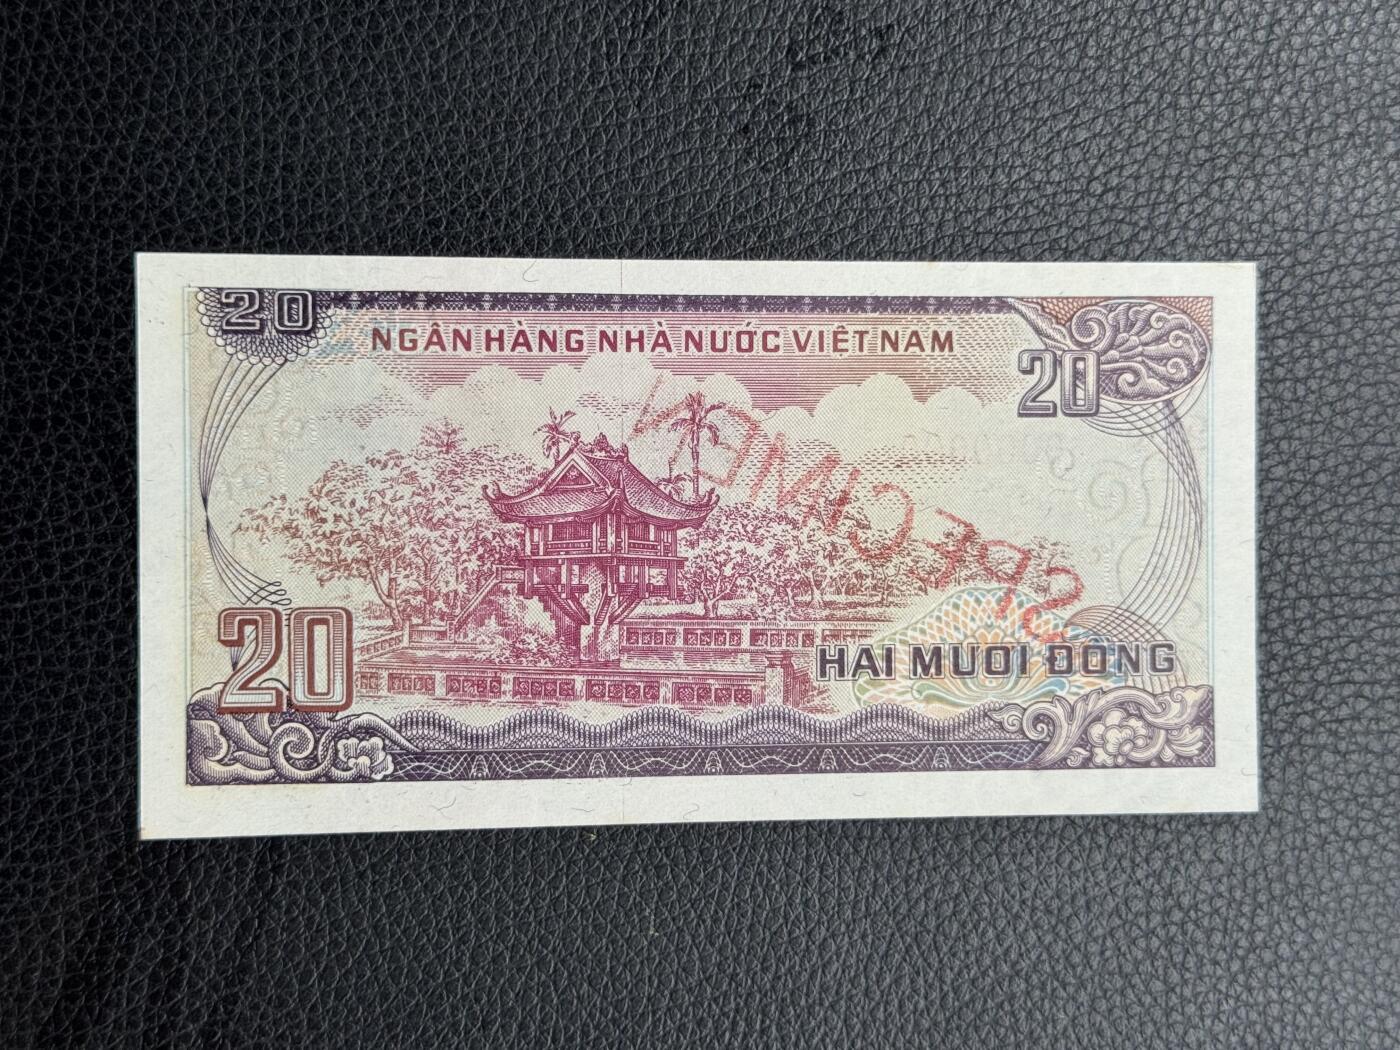 20
NGÂN HÀNG NHÀ NƯỚC VIỆT NAM
20
SPECIMEN
20
HAI MƯƠI ĐỒNG